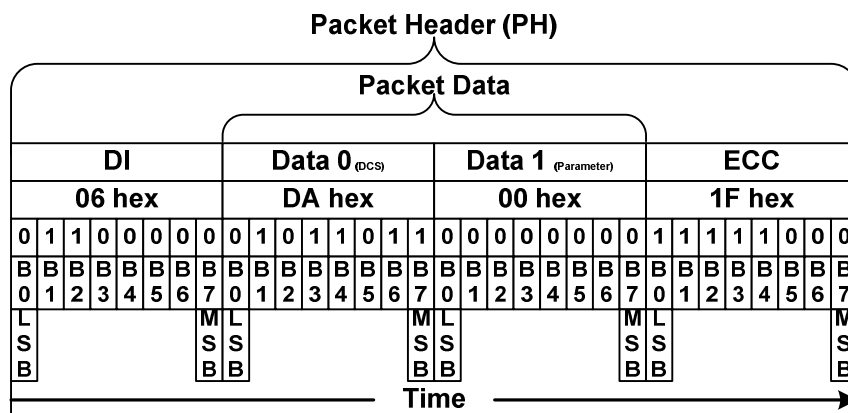 Packet Header (PH)
Packet Data
DI Data 0 (DCS) Data 1 (Parameter) ECC
06 hex DA hex 00 hex 1F hex
0 1 1 0 0 0 0 0 0 1 0 1 1 0 1 1 0 0 0 0 0 0 0 0 1 1 1 1 1 0 0 0
B B B B B B B B B B B B B B B B B B B B B B B B B B B B B B B B
0 1 2 3 4 5 6 7 0 1 2 3 4 5 6 7 0 1 2 3 4 5 6 7 0 1 2 3 4 5 6 7
L M L M L M L M
S S S S S S S S
B B B B B B B B
Time